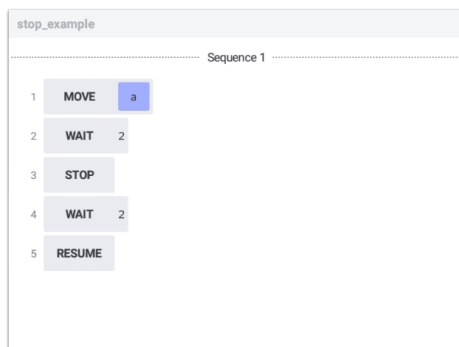 stop_example
Sequence 1
1 MOVE a
2 WAIT 2
3 STOP
4 WAIT 2
5 RESUME